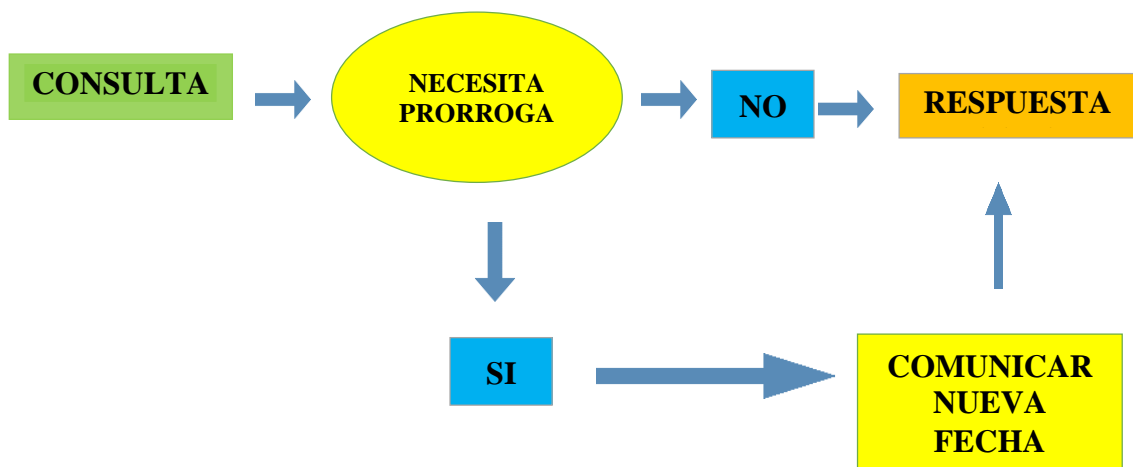 CONSULTA
NECESITA
PRORROGA
NO
RESPUESTA
SI
COMUNICAR
NUEVA
FECHA